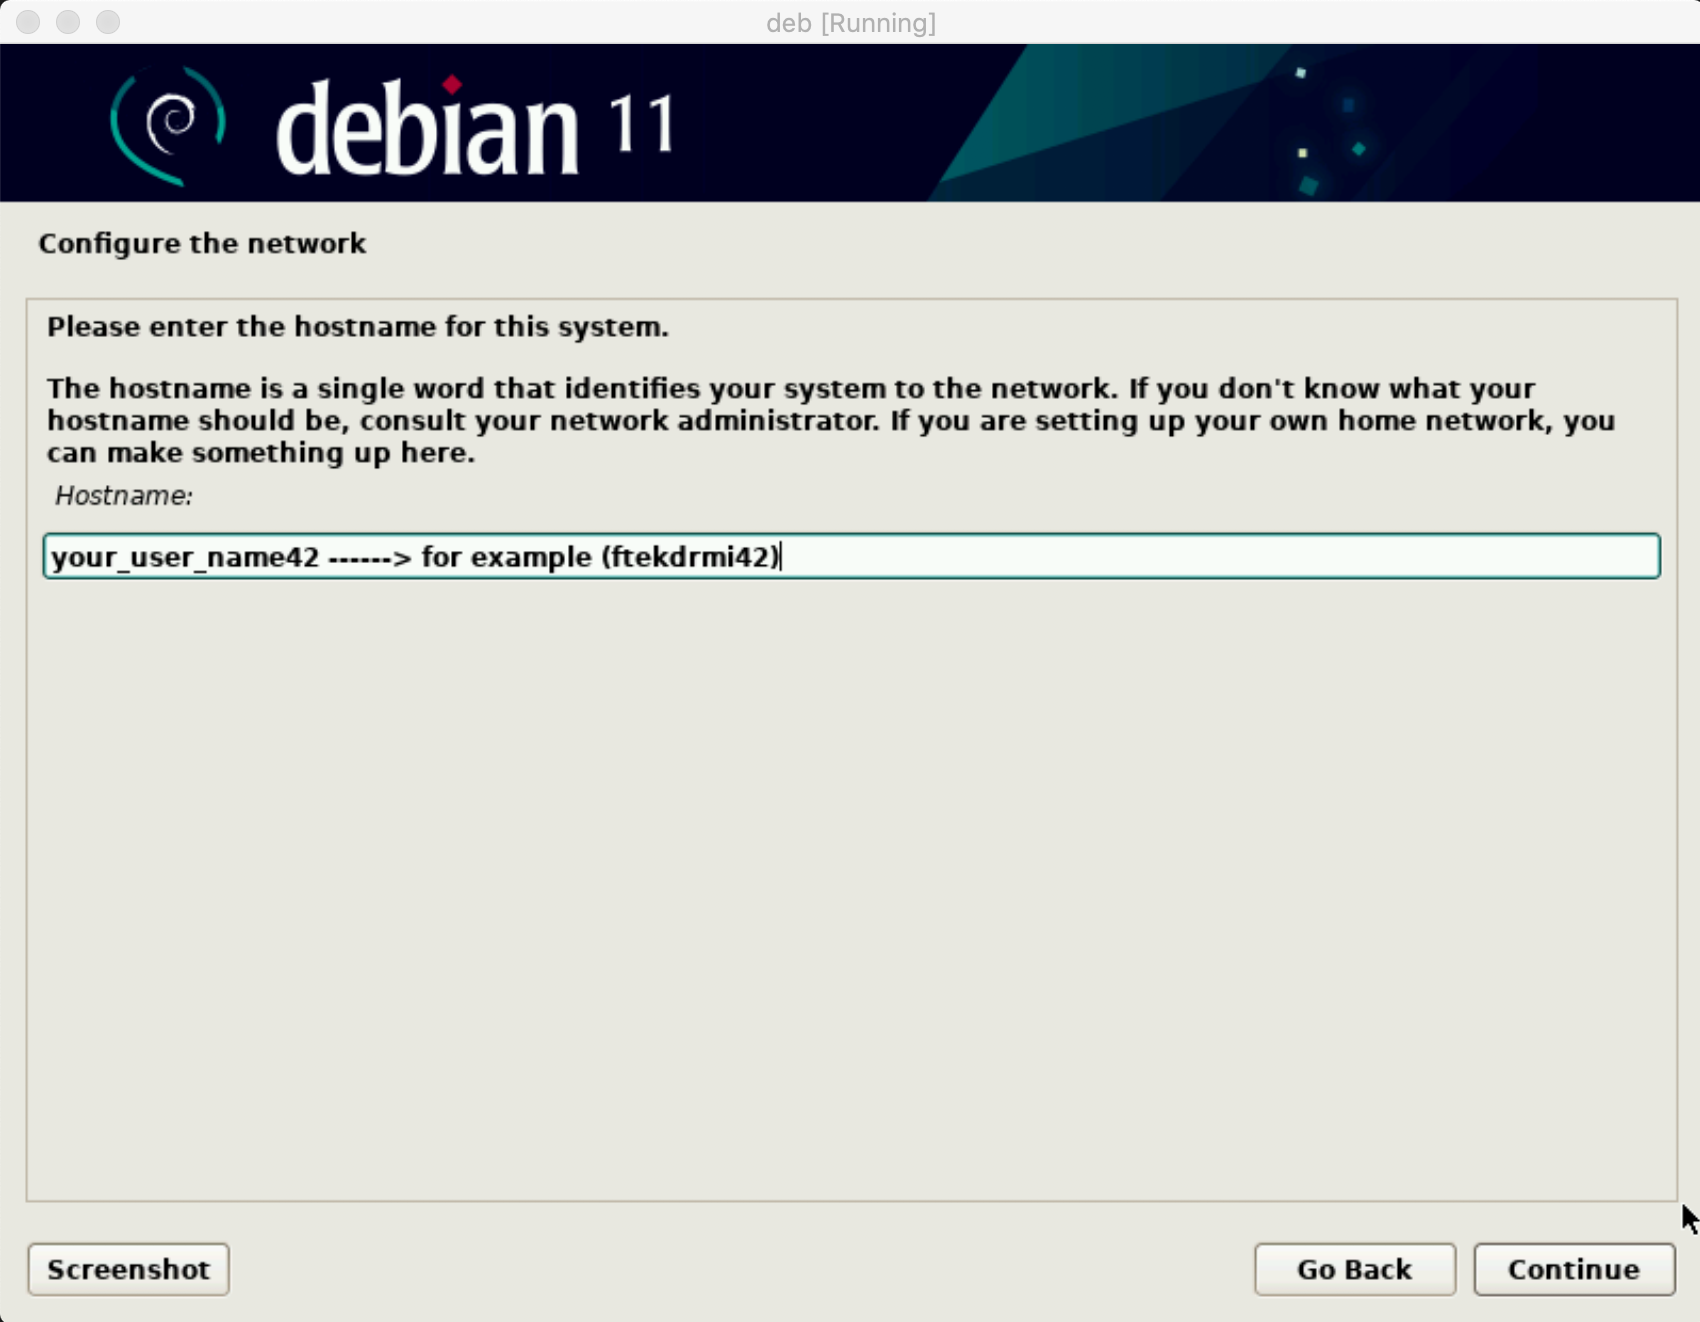 deb [Running]
debian 11
Configure the network
Please enter the hostname for this system.
The hostname is a single word that identifies your system to the network. If you don't know what your
hostname should be, consult your network administrator. If you are setting up your own home network, you
can make something up here.
Hostname:
your_user_name42 ------> for example (ftekdrmi42)
Screenshot
Go Back
Continue